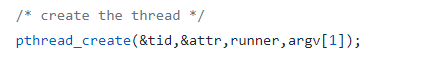 /* create the thread */
pthread_create(&tid,&attr,runner,argv[1]);